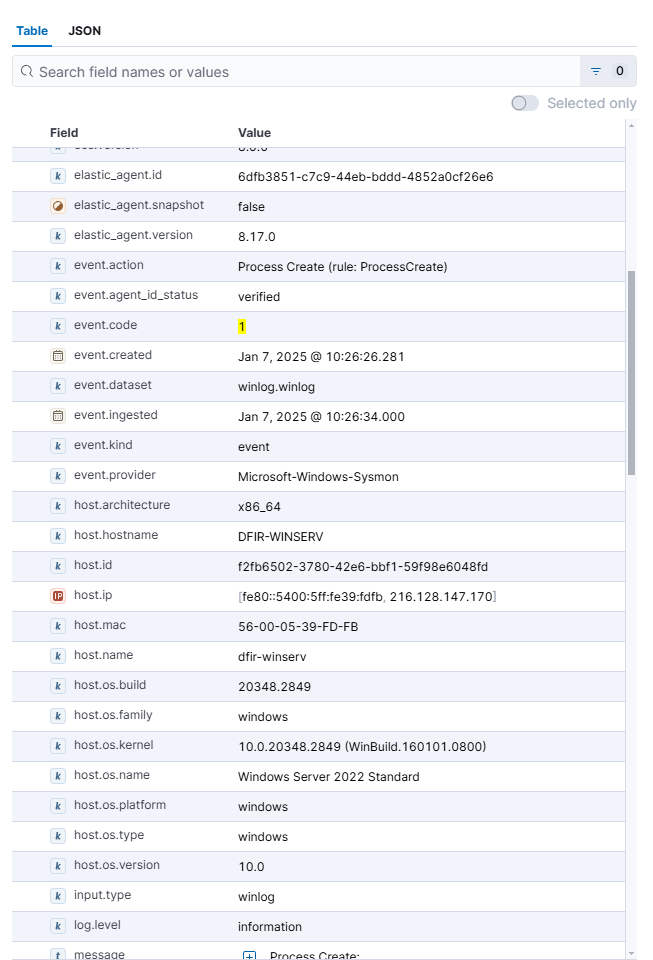 Table JSON
Search field names or values 0
Selected only
Field Value
elastic_agent.id 6dfb3851-c7c9-44eb-bddd-4852a0cf26e6
elastic_agent.snapshot false
elastic_agent.version 8.17.0
event.action Process Create (rule: ProcessCreate)
event.agent_id_status verified
event.code 1
event.created Jan 7, 2025 @ 10:26:26.281
event.dataset winlog.winlog
event.ingested Jan 7, 2025 @ 10:26:34.000
event.kind event
event.provider Microsoft-Windows-Sysmon
host.architecture x86_64
host.hostname DFIR-WINSERV
host.id f2fb6502-3780-42e6-bbf1-59f98e6048fd
host.ip [fe80::5400:5ff:fe39:fdfb, 216.128.147.170]
host.mac 56-00-05-39-FD-FB
host.name dfir-winserv
host.os.build 20348.2849
host.os.family windows
host.os.kernel 10.0.20348.2849 (WinBuild.160101.0800)
host.os.name Windows Server 2022 Standard
host.os.platform windows
host.os.type windows
host.os.version 10.0
input.type winlog
log.level information
message Process Create: